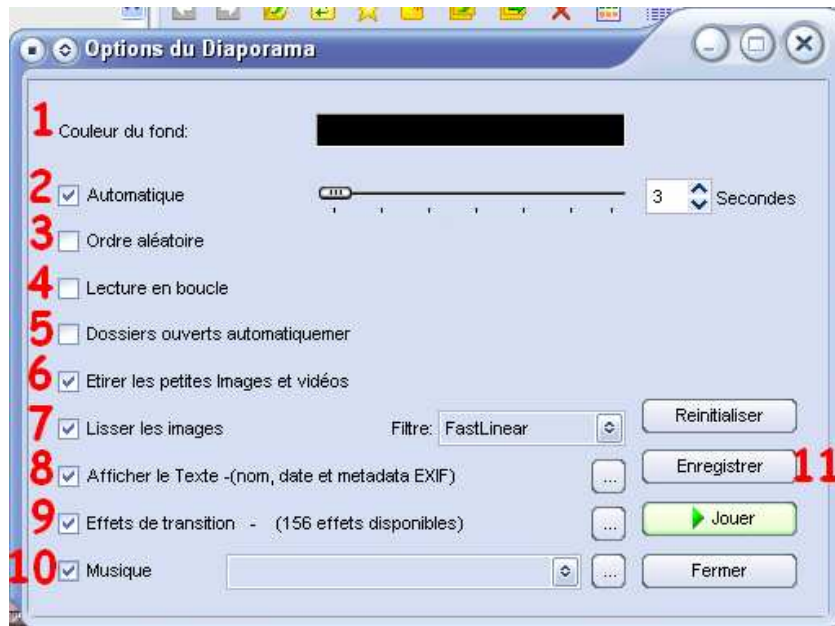 Options du Diaporama
1 Couleur du fond:
2 Automatique 3 Secondes
3 Ordre aléatoire
4 Lecture en boucle
5 Dossiers ouverts automatiquemer
6 Etirer les petites Images et vidéos
7 Lisser les images Filtre: FastLinear Reinitialiser
8 Afficher le Texte -(nom, date et metadata EXIF) ... Enregistrer 11
9 Effets de transition - (156 effets disponibles) ... Jouer
10 Musique ... Fermer